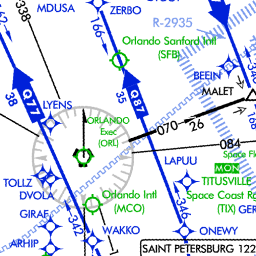 MDUSA
ZERBO
166
R-2935
Orlando Sanford Intl
(SFB)
BEEIN
Q77
38
35
Q87
MALET
LYENS
ORLANDO
Exec
(ORL)
070
26
084
LAPUU
Space Fl
MON
TOLLZ
DVOLA
TITUSVILLE
Orlando Intl
(MCO)
346
Space Coast Rg
(TIX)
GIRAF
342
GER
ARHIP
WAKKO
ONEWY
SAINT PETERSBURG 122